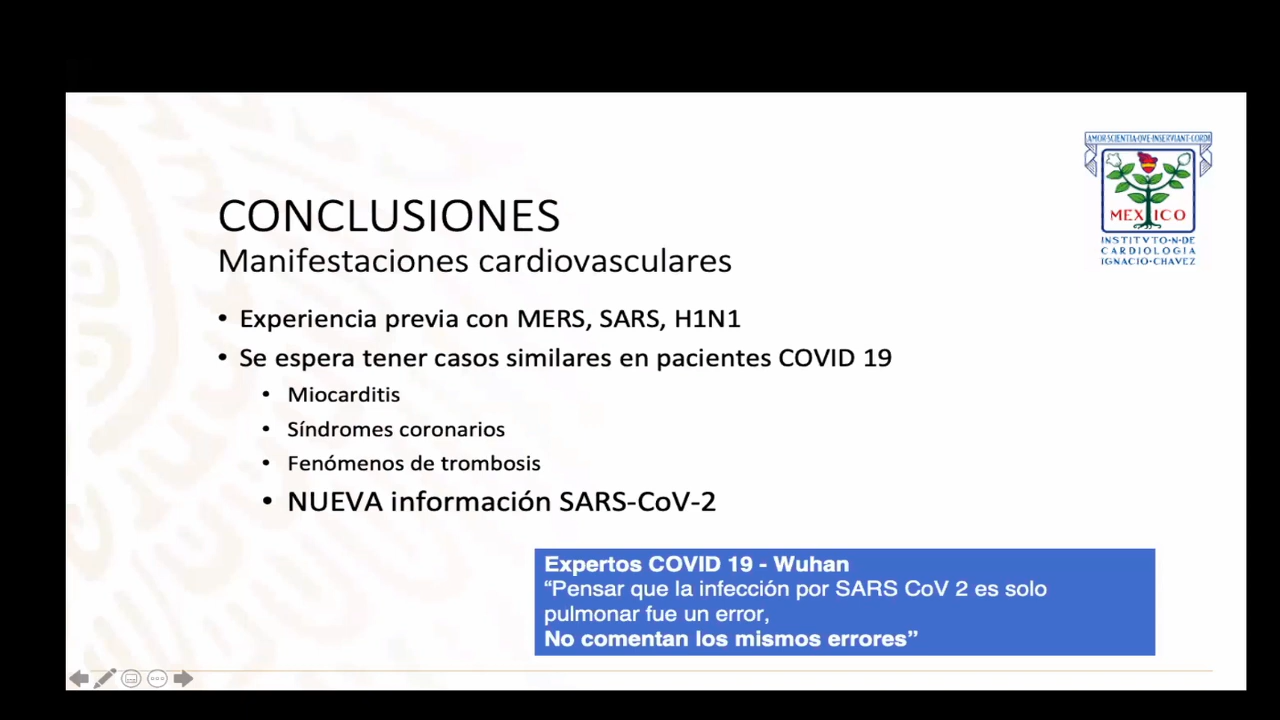 AMOR·SCIENTIA·QVE·INSERVIANT·CORDI
MEXICO
INSTITVTO·N·DE
CARDIOLOGIA
IGNACIO·CHAVEZ
CONCLUSIONES
Manifestaciones cardiovasculares
• Experiencia previa con MERS, SARS, H1N1
• Se espera tener casos similares en pacientes COVID 19
• Miocarditis
• Síndromes coronarios
• Fenómenos de trombosis
• NUEVA información SARS-CoV-2
Expertos COVID 19 - Wuhan
“Pensar que la infección por SARS CoV 2 es solo
pulmonar fue un error,
No comentan los mismos errores”